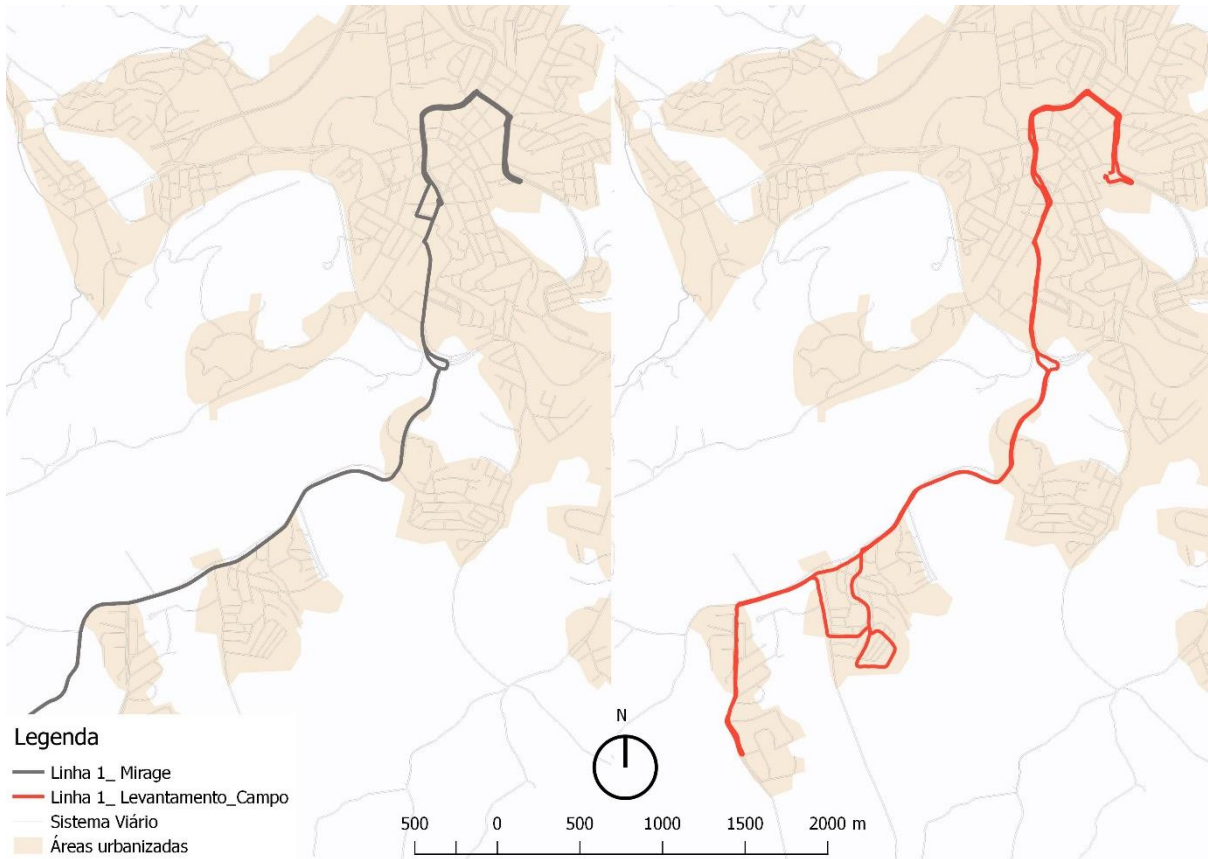 Legenda
Linha 1_ Mirage
Linha 1_ Levantamento_Campo
Sistema Viário
Áreas urbanizadas
N
500 0 500 1000 1500 2000 m